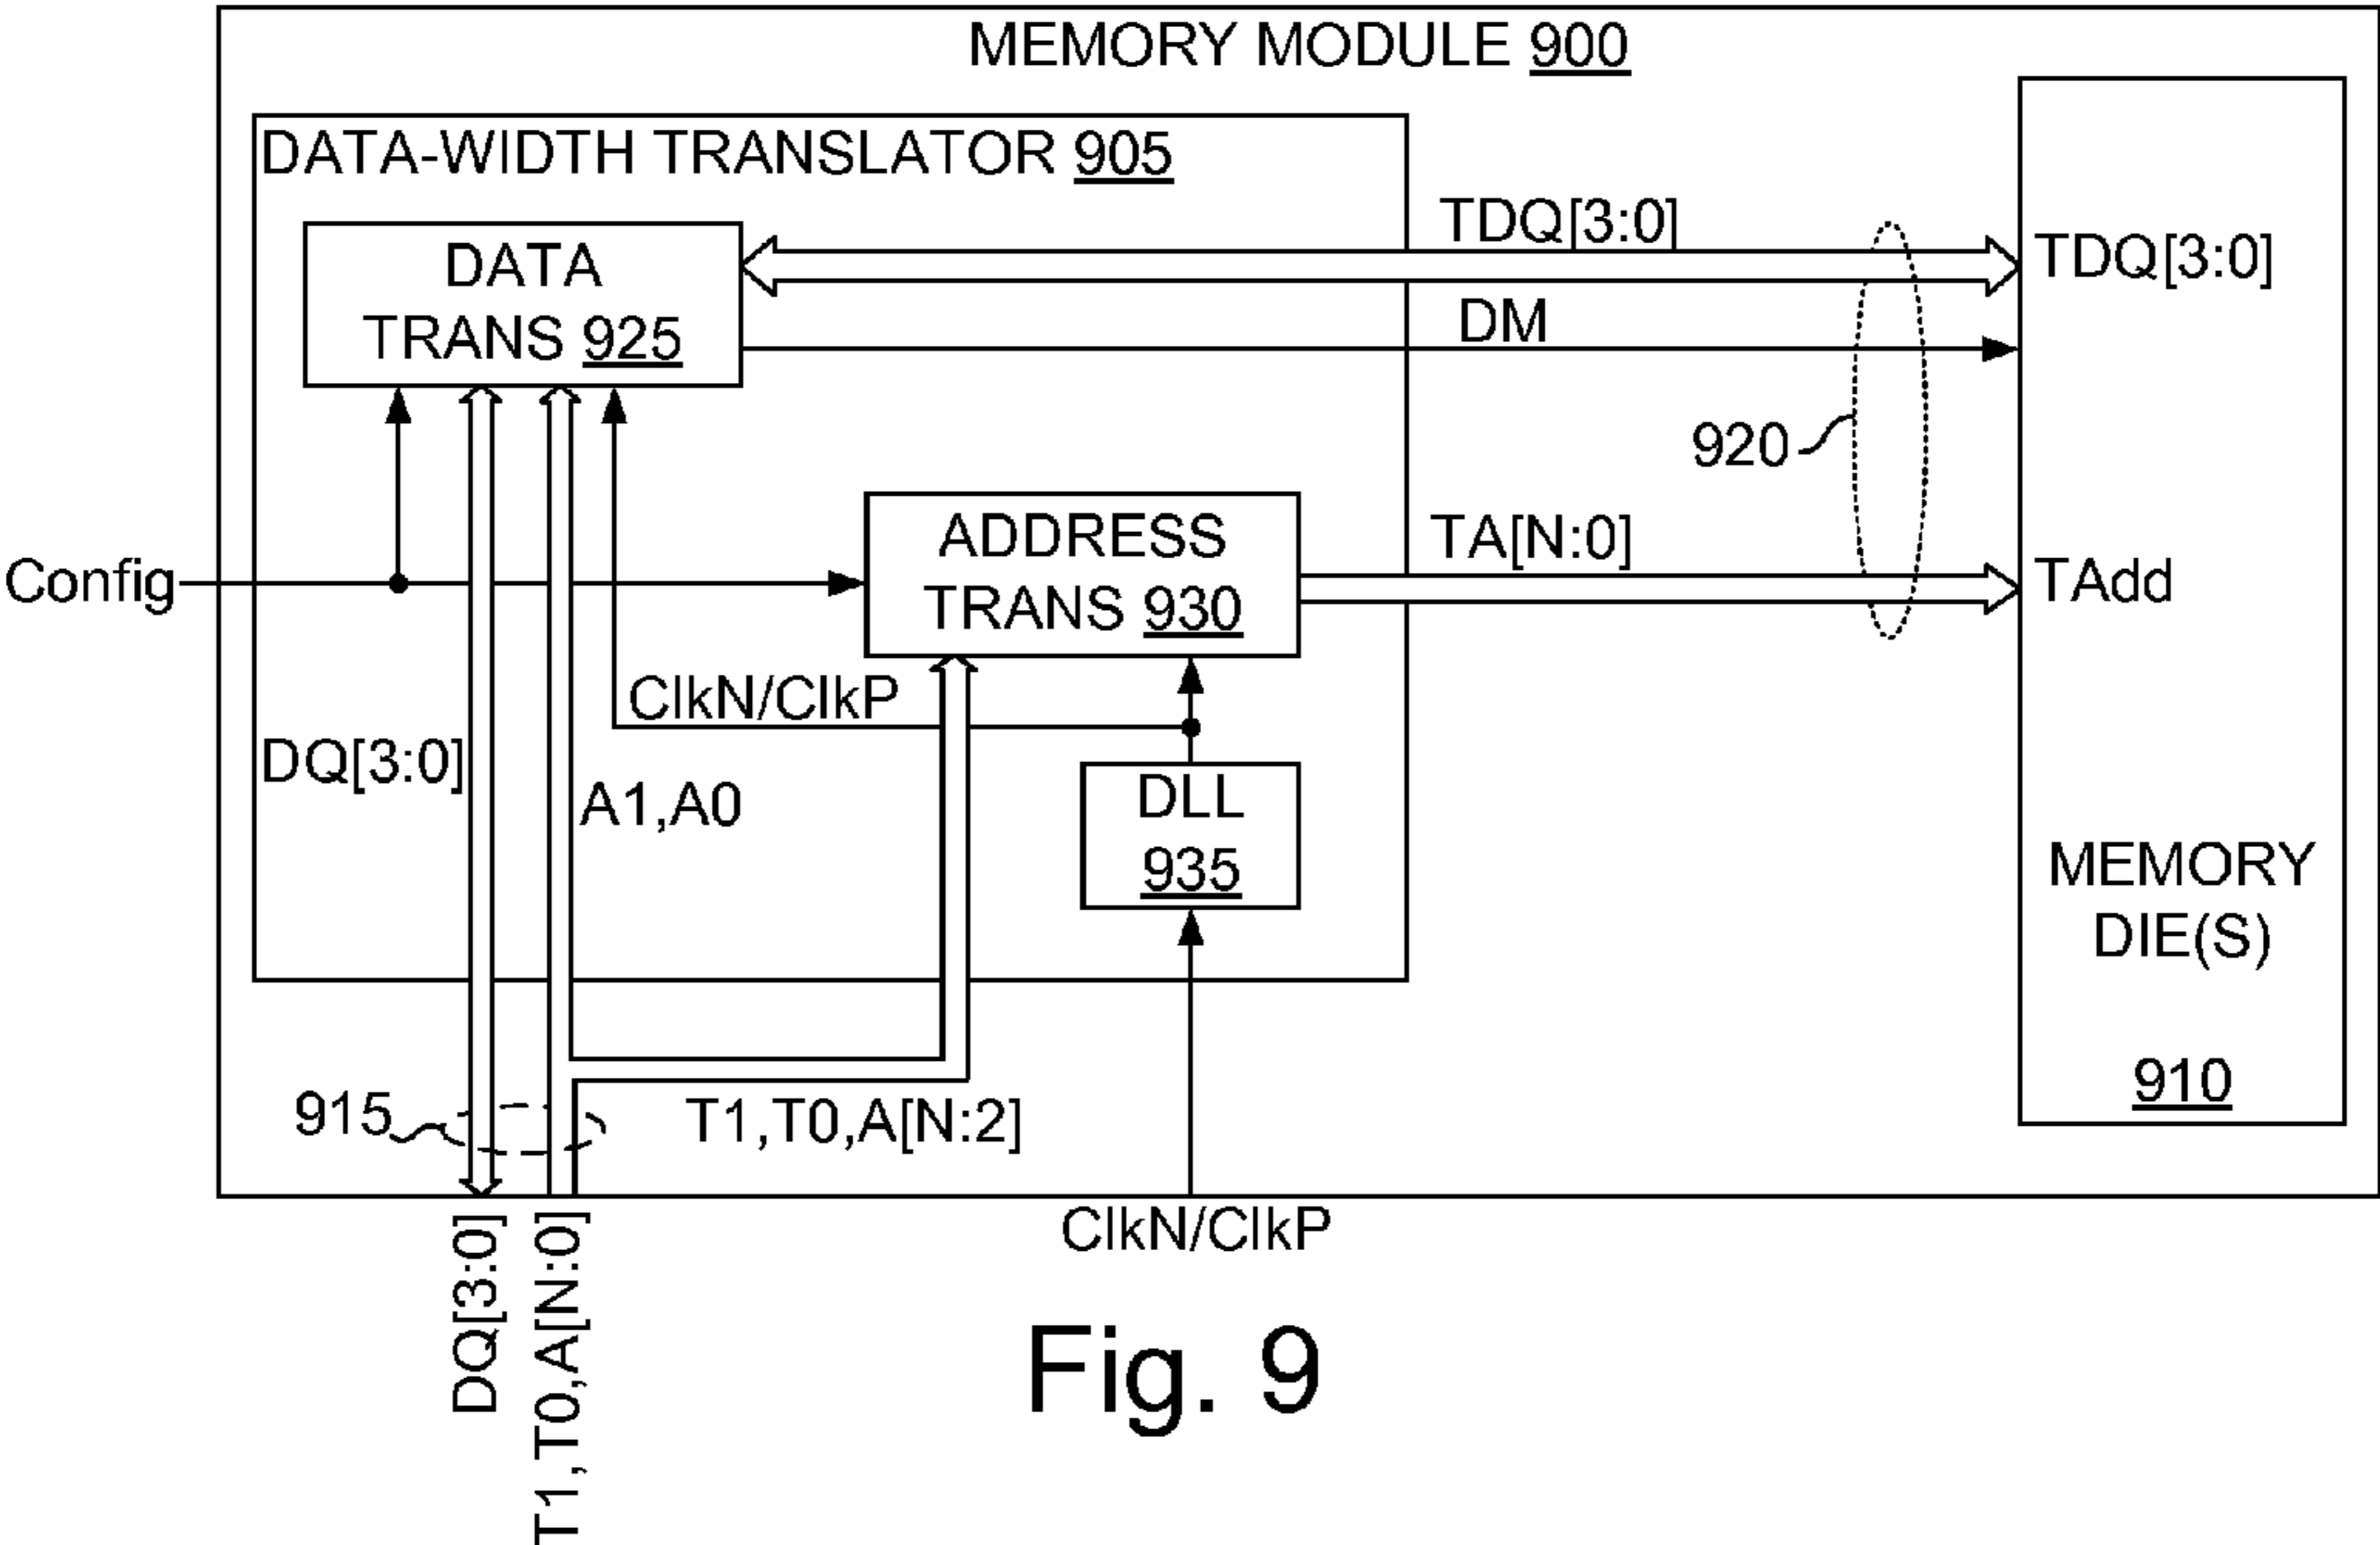 MEMORY MODULE 900
DATA-WIDTH TRANSLATOR 905
DATA
TRANS 925
TDQ[3:0]
TDQ[3:0]
DM
920
ADDRESS
TRANS 930
TA[N:0]
TAdd
Config
ClkN/ClkP
DQ[3:0]
A1,A0
DLL
935
MEMORY
DIE(S)
910
915
T1,T0,A[N:2]
ClkN/ClkP
DQ[3:0]
T1,T0,A[N:0]
Fig. 9